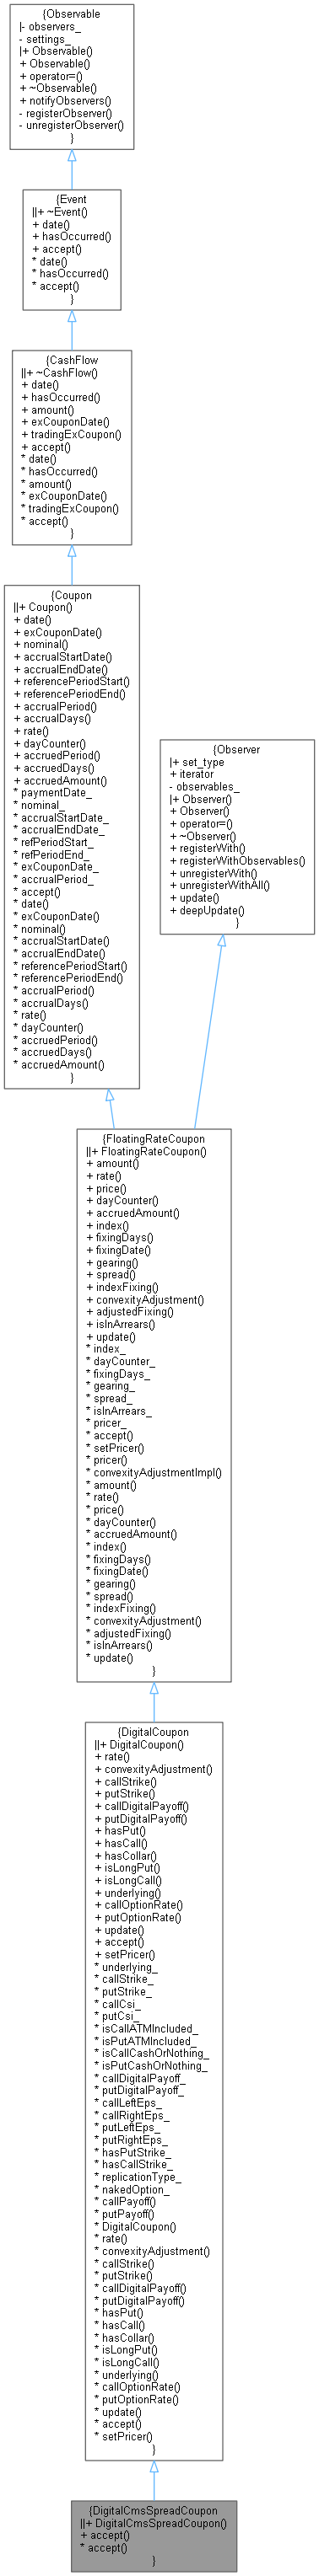 {Observable
|- observers_
- settings_
|+ Observable()
+ Observable()
+ operator=()
+ ~Observable()
+ notifyObservers()
- registerObserver()
- unregisterObserver()
}
{Event
||+ ~Event()
+ date()
+ hasOccurred()
+ accept()
* date()
* hasOccurred()
* accept()
}
{CashFlow
||+ ~CashFlow()
+ date()
+ hasOccurred()
+ amount()
+ exCouponDate()
+ tradingExCoupon()
+ accept()
* date()
* hasOccurred()
* amount()
* exCouponDate()
* tradingExCoupon()
* accept()
}
{Coupon
||+ Coupon()
+ date()
+ exCouponDate()
+ nominal()
+ accrualStartDate()
+ accrualEndDate()
+ referencePeriodStart()
+ referencePeriodEnd()
+ accrualPeriod()
+ accrualDays()
+ rate()
+ dayCounter()
+ accruedPeriod()
+ accruedDays()
+ accruedAmount()
* paymentDate_
* nominal_
* accrualStartDate_
* accrualEndDate_
* refPeriodStart_
* refPeriodEnd_
* exCouponDate_
* accrualPeriod_
* accept()
* date()
* exCouponDate()
* nominal()
* accrualStartDate()
* accrualEndDate()
* referencePeriodStart()
* referencePeriodEnd()
* accrualPeriod()
* accrualDays()
* rate()
* dayCounter()
* accruedPeriod()
* accruedDays()
* accruedAmount()
}
{Observer
|+ set_type
+ iterator
- observables_
|+ Observer()
+ Observer()
+ operator=()
+ ~Observer()
+ registerWith()
+ registerWithObservables()
+ unregisterWith()
+ unregisterWithAll()
+ update()
+ deepUpdate()
}
{FloatingRateCoupon
||+ FloatingRateCoupon()
+ amount()
+ rate()
+ price()
+ dayCounter()
+ accruedAmount()
+ index()
+ fixingDays()
+ fixingDate()
+ gearing()
+ spread()
+ indexFixing()
+ convexityAdjustment()
+ adjustedFixing()
+ isInArrears()
+ update()
* index_
* dayCounter_
* fixingDays_
* gearing_
* spread_
* isInArrears_
* pricer_
* accept()
* setPricer()
* pricer()
* convexityAdjustmentImpl()
* amount()
* rate()
* price()
* dayCounter()
* accruedAmount()
* index()
* fixingDays()
* fixingDate()
* gearing()
* spread()
* indexFixing()
* convexityAdjustment()
* adjustedFixing()
* isInArrears()
* update()
}
{DigitalCoupon
||+ DigitalCoupon()
+ rate()
+ convexityAdjustment()
+ callStrike()
+ putStrike()
+ callDigitalPayoff()
+ putDigitalPayoff()
+ hasPut()
+ hasCall()
+ hasCollar()
+ isLongPut()
+ isLongCall()
+ underlying()
+ callOptionRate()
+ putOptionRate()
+ update()
+ accept()
+ setPricer()
* underlying_
* callStrike_
* putStrike_
* callCsi_
* putCsi_
* isCallATMIncluded_
* isPutATMIncluded_
* isCallCashOrNothing_
* isPutCashOrNothing_
* callDigitalPayoff_
* putDigitalPayoff_
* callLeftEps_
* callRightEps_
* putLeftEps_
* putRightEps_
* hasPutStrike_
* hasCallStrike_
* replicationType_
* nakedOption_
* callPayoff()
* putPayoff()
* DigitalCoupon()
* rate()
* convexityAdjustment()
* callStrike()
* putStrike()
* callDigitalPayoff()
* putDigitalPayoff()
* hasPut()
* hasCall()
* hasCollar()
* isLongPut()
* isLongCall()
* underlying()
* callOptionRate()
* putOptionRate()
* update()
* accept()
* setPricer()
}
{DigitalCmsSpreadCoupon
||+ DigitalCmsSpreadCoupon()
+ accept()
* accept()
}